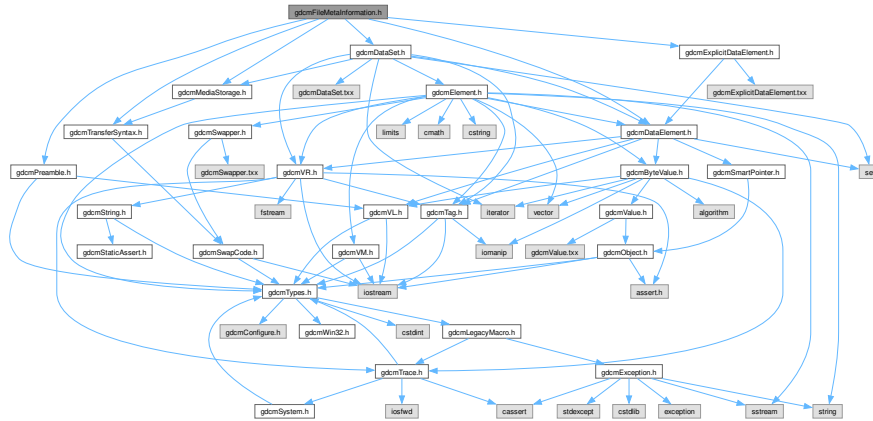 gdcmFileMetaInformation.h
gdcmDataSet.h
gdcmExplicitDataElement.h
gdcmMediaStorage.h
gdcmDataSet.txx
gdcmElement.h
gdcmExplicitDataElement.txx
gdcmTransferSyntax.h
gdcmSwapper.h
limits
cmath
cstring
gdcmDataElement.h
gdcmPreamble.h
gdcmSwapper.txx
gdcmVR.h
gdcmByteValue.h
gdcmSmartPointer.h
gdcmString.h
fstream
gdcmVL.h
gdcmTag.h
iterator
vector
gdcmValue.h
algorithm
gdcmStaticAssert.h
gdcmSwapCode.h
gdcmVM.h
iomanip
gdcmValue.txx
gdcmObject.h
gdcmTypes.h
iostream
assert.h
gdcmConfigure.h
gdcmWin32.h
cstdint
gdcmLegacyMacro.h
gdcmTrace.h
gdcmException.h
gdcmSystem.h
iosfwd
cassert
stdexcept
cstdlib
exception
sstream
string